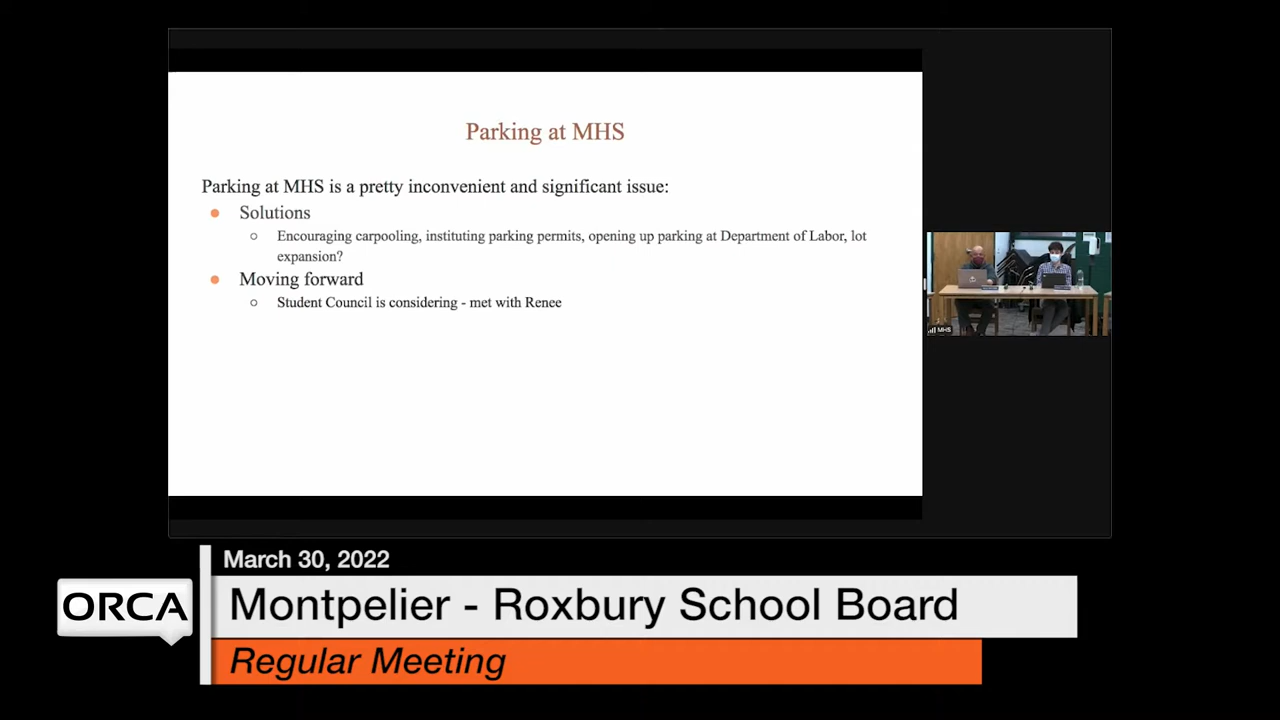 Parking at MHS
Parking at MHS is a pretty inconvenient and significant issue:
● Solutions
○ Encouraging carpooling, instituting parking permits, opening up parking at Department of Labor, lot
expansion?
● Moving forward
○ Student Council is considering - met with Renee
MHS
March 30, 2022
ORCA
Montpelier - Roxbury School Board
Regular Meeting